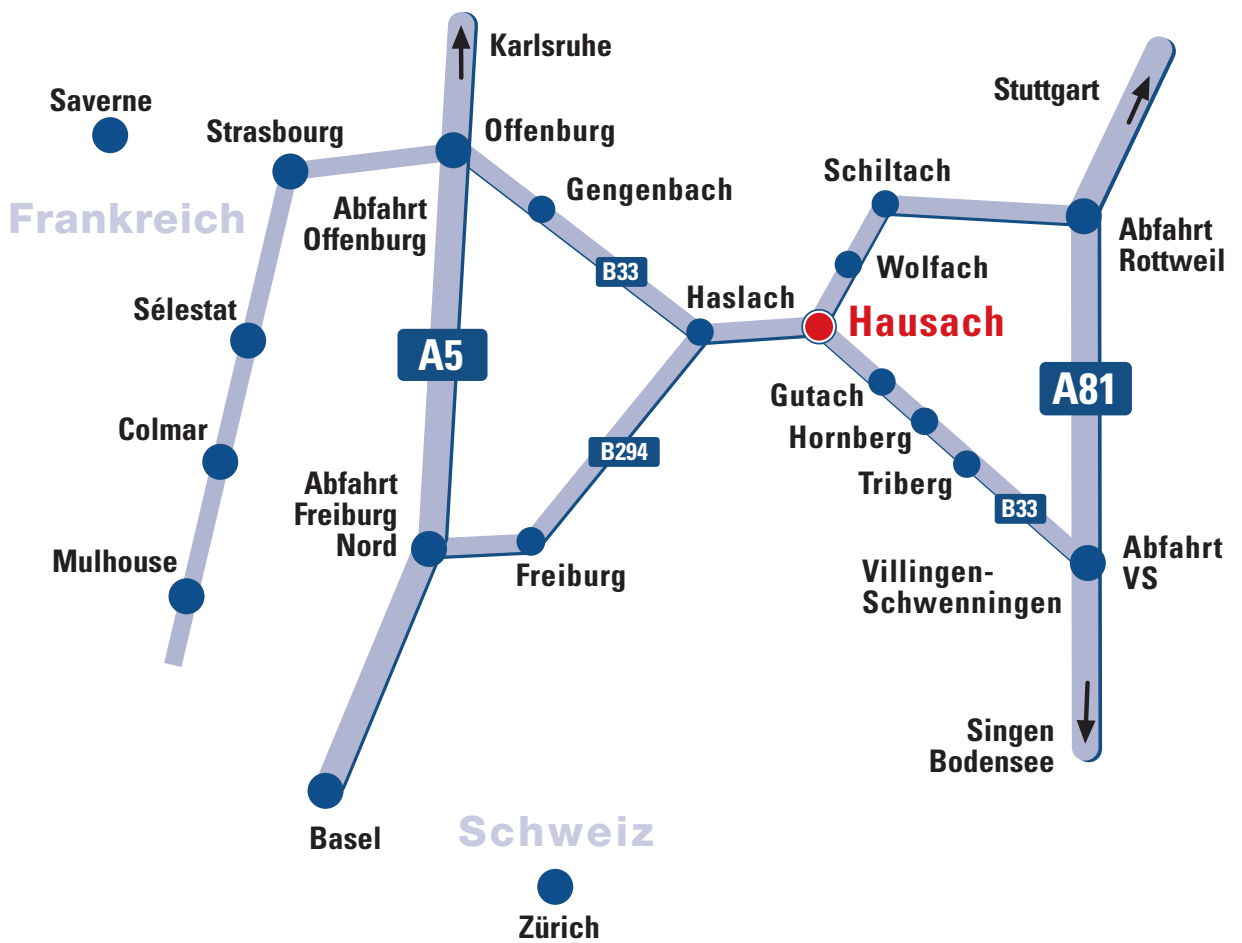 Karlsruhe
Stuttgart
Saverne
Strasbourg
Offenburg
Schiltach
Gengenbach
Frankreich
Abfahrt
Offenburg
Abfahrt
Rottweil
B33
Wolfach
Haslach
Hausach
Sélestat
A5
A81
Gutach
Colmar
Hornberg
B294
Triberg
Abfahrt
Freiburg
Nord
B33
Mulhouse
Freiburg
Villingen-
Schwenningen
Abfahrt
VS
Singen
Bodensee
Basel
Schweiz
Zürich